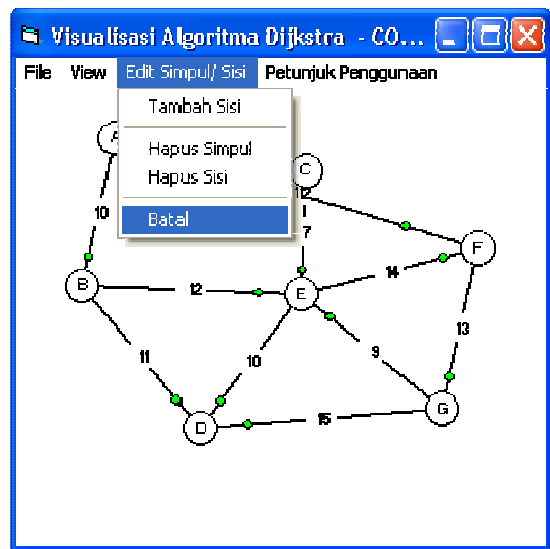 Visualisasi Algoritma Dijkstra - CO...
File View Edit Simpul/ Sisi Petunjuk Penggunaan
Tambah Sisi
Hapus Simpul
Hapus Sisi
Batal
A
C
12
10
7
F
B
12
E
14
13
11
10
9
D
15
G